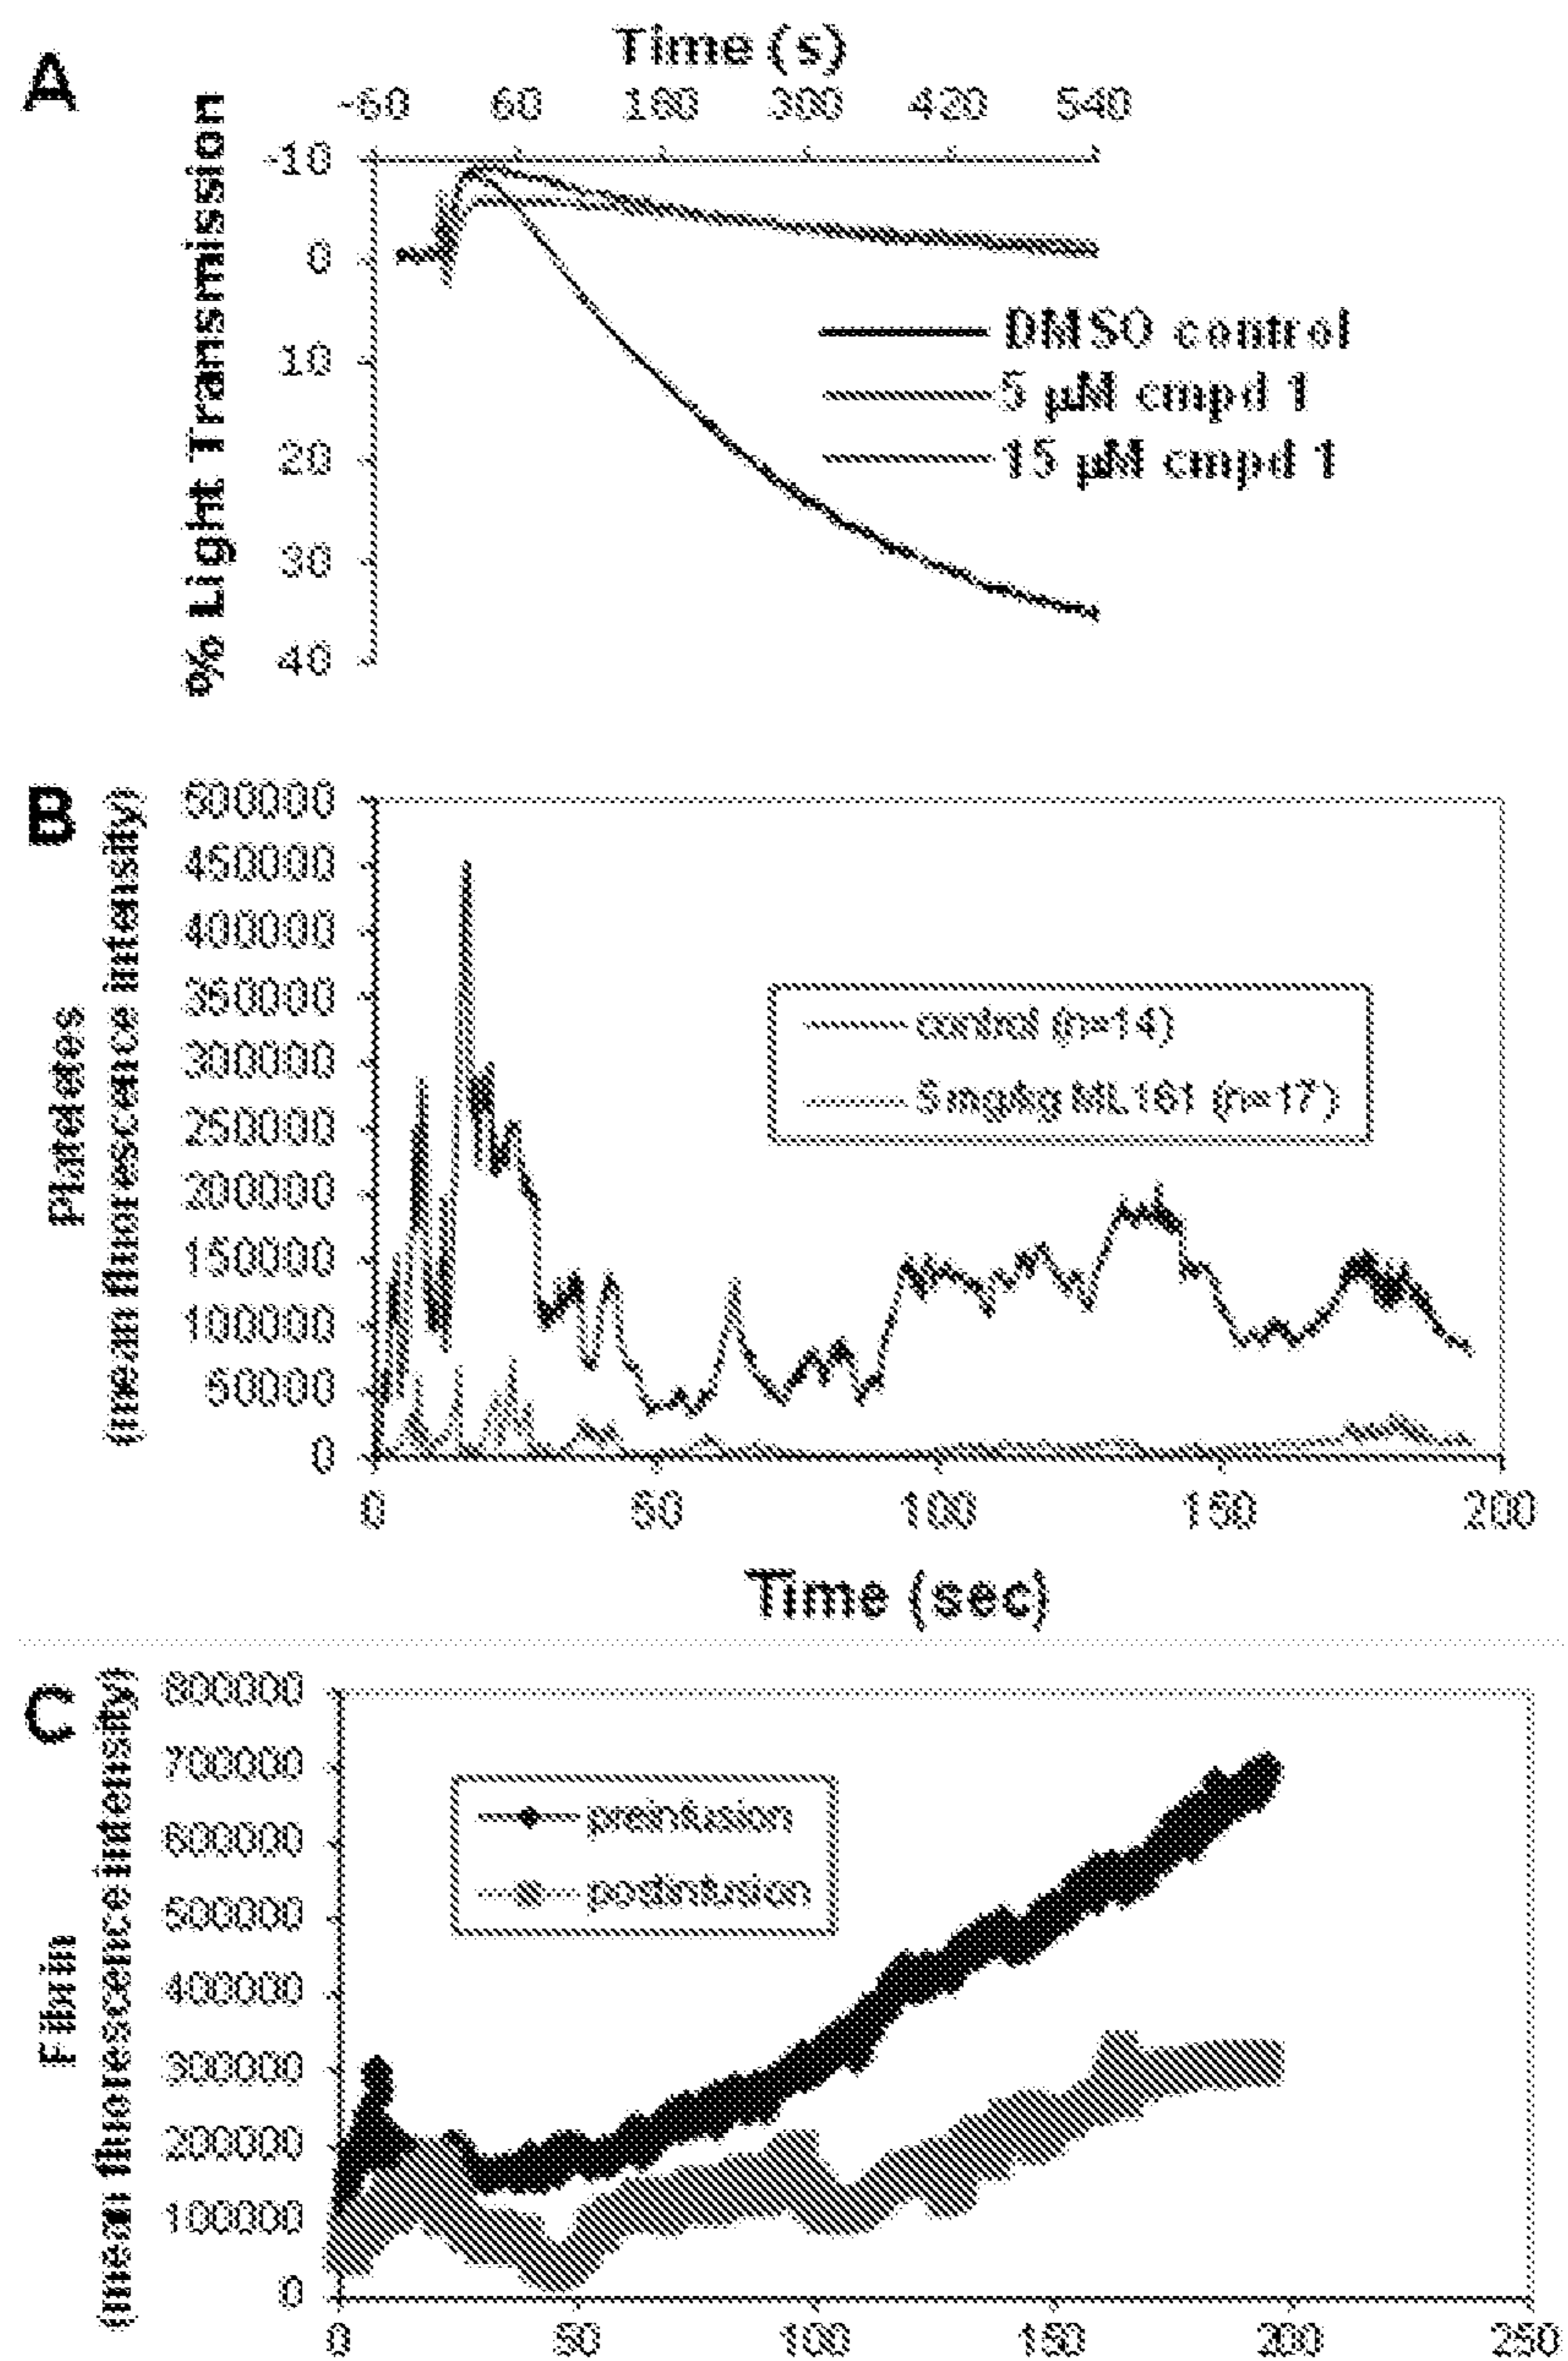 A
Time (s)
-60 60 180 300 420 540
% Light Transmission
-10
0
10
20
30
40
DMSO control
5 µM cmpd 1
15 µM cmpd 1
B
Platelets
(mean fluorescence intensity)
500000
450000
400000
350000
300000
250000
200000
150000
100000
50000
0
control (n=14)
5 mg/kg ML161 (n=17)
0 50 100 150 200
Time (sec)
C
Fibrin
(mean fluorescence intensity)
800000
700000
600000
500000
400000
300000
200000
100000
0
preinfusion
postinfusion
0 50 100 150 200 250